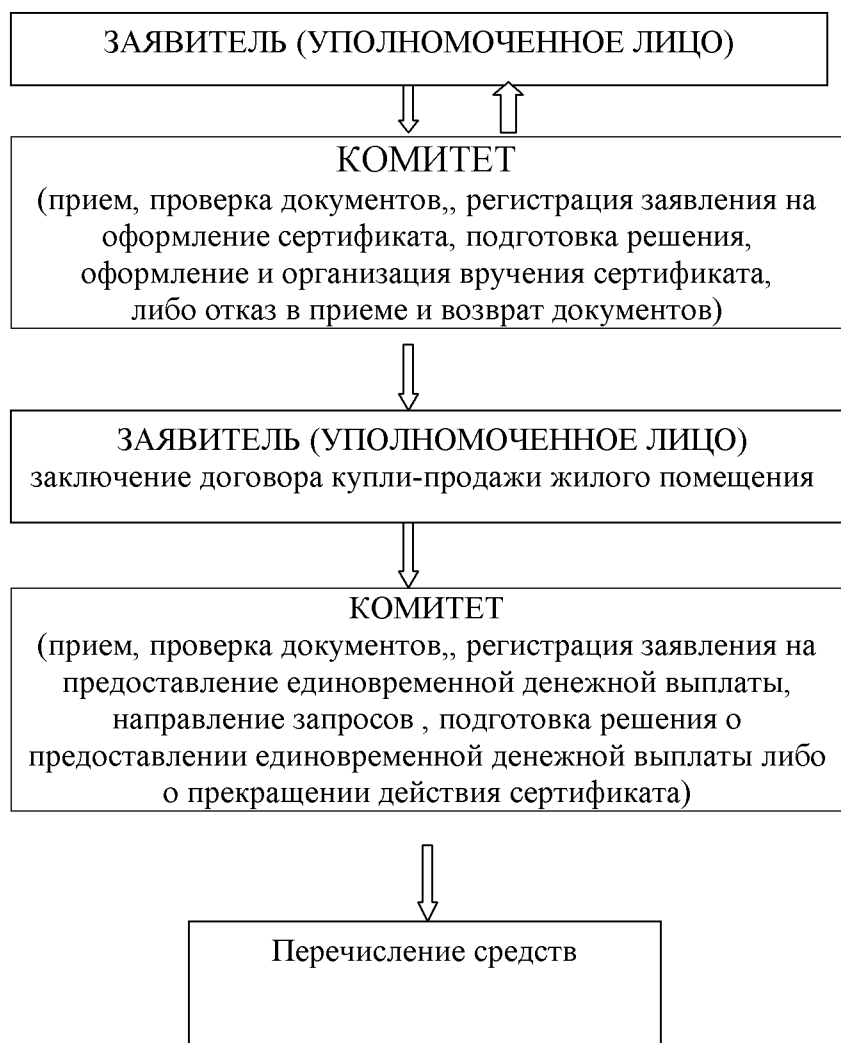 ЗАЯВИТЕЛЬ (УПОЛНОМОЧЕННОЕ ЛИЦО)
КОМИТЕТ
(прием, проверка документов,, регистрация заявления на
оформление сертификата, подготовка решения,
оформление и организация вручения сертификата,
либо отказ в приеме и возврат документов)
ЗАЯВИТЕЛЬ (УПОЛНОМОЧЕННОЕ ЛИЦО)
заключение договора купли-продажи жилого помещения
КОМИТЕТ
(прием, проверка документов,, регистрация заявления на
предоставление единовременной денежной выплаты,
направление запросов , подготовка решения о
предоставлении единовременной денежной выплаты либо
о прекращении действия сертификата)
Перечисление средств